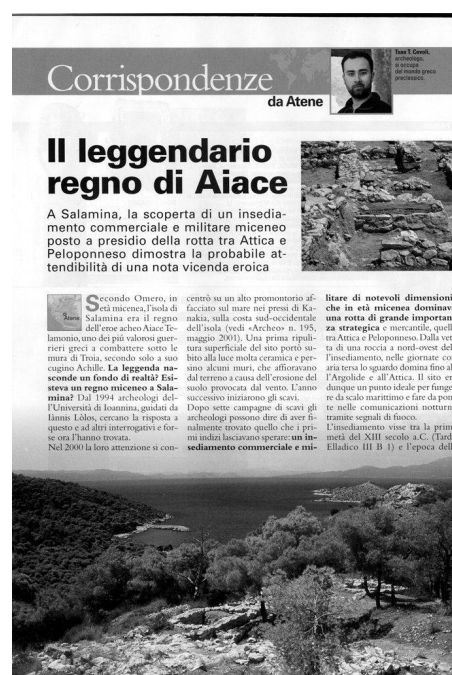 Corrispondenze
da Atene
Teo T. Cevoli,
archeologo,
si occupa
del mondo greco
preclassico.
Il leggendario
regno di Aiace
A Salamina, la scoperta di un insedia-
mento commerciale e militare miceneo
posto a presidio della rotta tra Attica e
Peloponneso dimostra la probabile at-
tendibilità di una nota vicenda eroica
Atene
Secondo Omero, in
età micenea, l'isola di
Salamina era il regno
dell'eroe acheo Aiace Te-
lamonio, uno dei più valorosi guer-
rieri greci a combattere sotto le
mura di Troia, secondo solo a suo
cugino Achille. La leggenda na-
sconde un fondo di realtà? Esi-
steva un regno miceneo a Sala-
mina? Dal 1994 archeologi del-
l'Università di Ioannina, guidati da
Iànnis Lòlos, cercano la risposta a
questo e ad altri interrogativi e for-
se ora l'hanno trovata.
Nel 2000 la loro attenzione si con-
centrò su un alto promontorio af-
facciato sul mare nei pressi di Ka-
nakia, sulla costa sud-occidentale
dell'isola (vedi «Archeo» n. 195,
maggio 2001). Una prima ripuli-
tura superficiale del sito portò su-
bito alla luce molta ceramica e per-
sino alcuni muri, che affioravano
dal terreno a causa dell'erosione del
suolo provocata dal vento. L'anno
successivo iniziarono gli scavi.
Dopo sette campagne di scavi gli
archeologi possono dire di aver fi-
nalmente trovato quello che i pri-
mi indizi lasciavano sperare: un in-
sediamento commerciale e mi-
litare di notevoli dimensioni
che in età micenea dominav
una rotta di grande importan
za strategica e mercantile, quell
tra Attica e Peloponneso. Dalla vet
ta di una roccia a nord-ovest del
l'insediamento, nelle giornate co
aria tersa lo sguardo domina fino al
l'Argolide e all'Attica. Il sito er
dunque un punto ideale per funge
re da scalo marittimo e fare da pon
te nelle comunicazioni notturn
tramite segnali di fuoco.
L'insediamento visse tra la prim
metà del XIII secolo a.C. (Tard
Elladico III B 1) e l'epoca dell